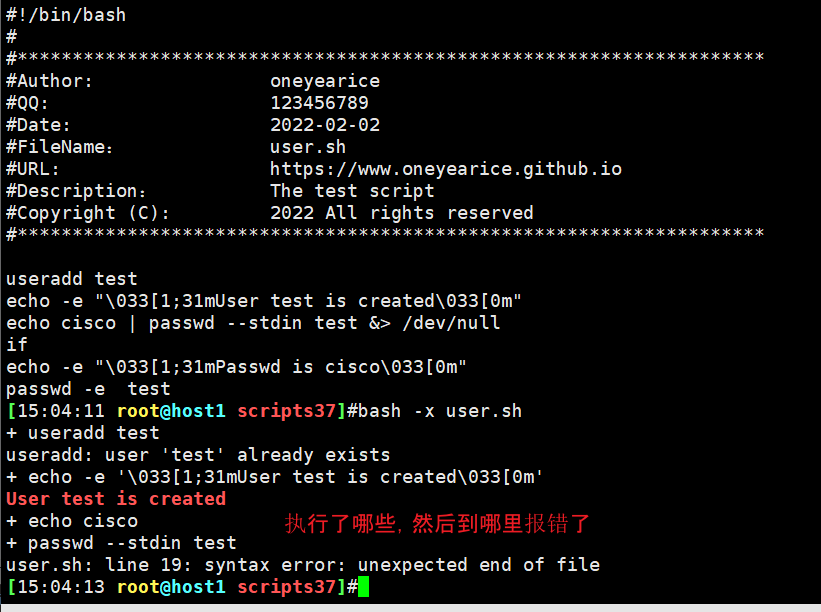 #!/bin/bash
#
#********************************************************************
#Author:                oneyearice
#QQ:                    123456789
#Date:                  2022-02-02
#FileName:              user.sh
#URL:                   https://www.oneyearice.github.io
#Description:           The test script
#Copyright (C):         2022 All rights reserved
#********************************************************************
useradd test
echo -e "\033[1;31mUser test is created\033[0m"
echo cisco | passwd --stdin test &> /dev/null
if
echo -e "\033[1;31mPasswd is cisco\033[0m"
passwd -e  test
[15:04:11 root@host1 scripts37]#bash -x user.sh
+ useradd test
useradd: user 'test' already exists
+ echo -e '\033[1;31mUser test is created\033[0m'
User test is created
+ echo cisco
执行了哪些, 然后到哪里报错了
+ passwd --stdin test
user.sh: line 19: syntax error: unexpected end of file
[15:04:13 root@host1 scripts37]#